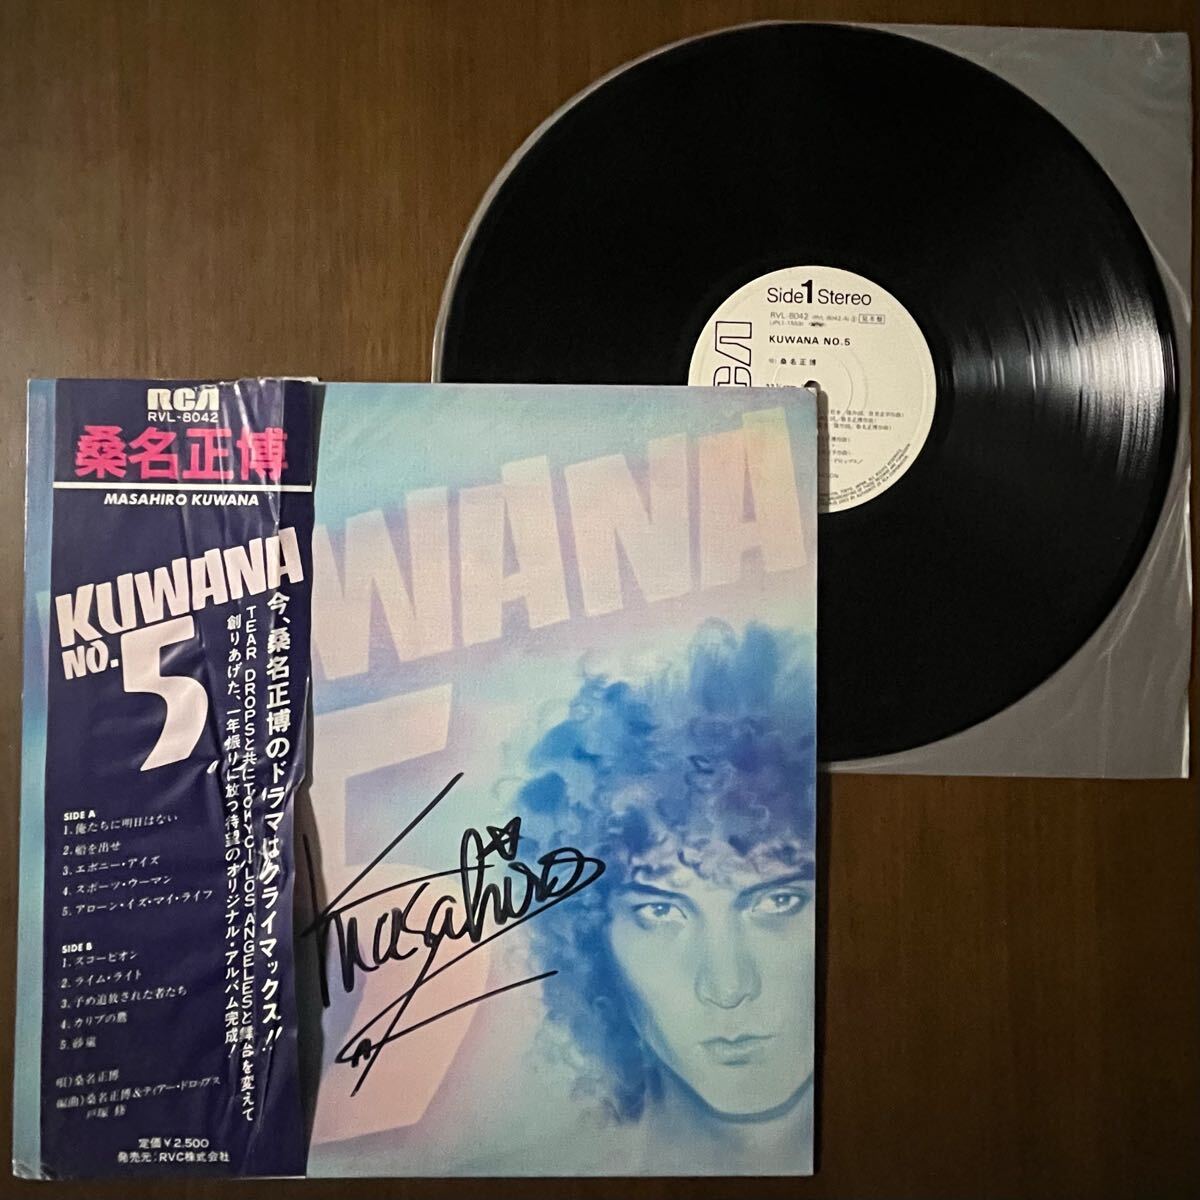 RCA
RVL-8042
桑名正博
MASAHIRO KUWANA
KUWANA
NO.5
今、桑名正博のドラマはクライマックス!!
TEAR DROPSと共にTOKYO、LOS ANGELESと舞台を変えて
創りあげた、一年振りに放つ待望のオリジナル・アルバム完成!
SIDE A
1. 俺たちに明日はない
2. 船を出せ
3. エボニー・アイズ
4. スポーツ・ウーマン
5. アローン・イズ・マイ・ライフ
SIDE B
1. スコーピオン
2. ライム・ライト
3. 予め追放された者たち
4. カリブの鷹
5. 砂嵐
唄)桑名正博
編曲)桑名正博&ティアー・ドロップス
戸塚 修
定価¥2,500
発売元:RVC株式会社
WANA
5
Masahiro
Side 1 Stereo
RVL-8042
見本盤
KUWANA NO.5
唄)桑名正博